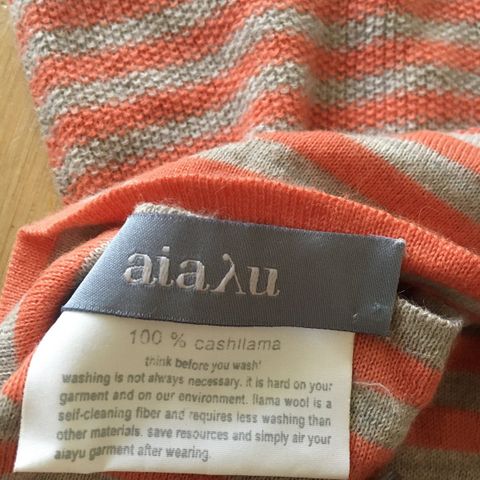 aiaλu
100 % cashllama
think before you wash'
washing is not always necessary. it is hard on your
garment and on our environment. llama wool is a
self-cleaning fiber and requires less washing than
other materials. save resources and simply air your
aiayu garment after wearing.